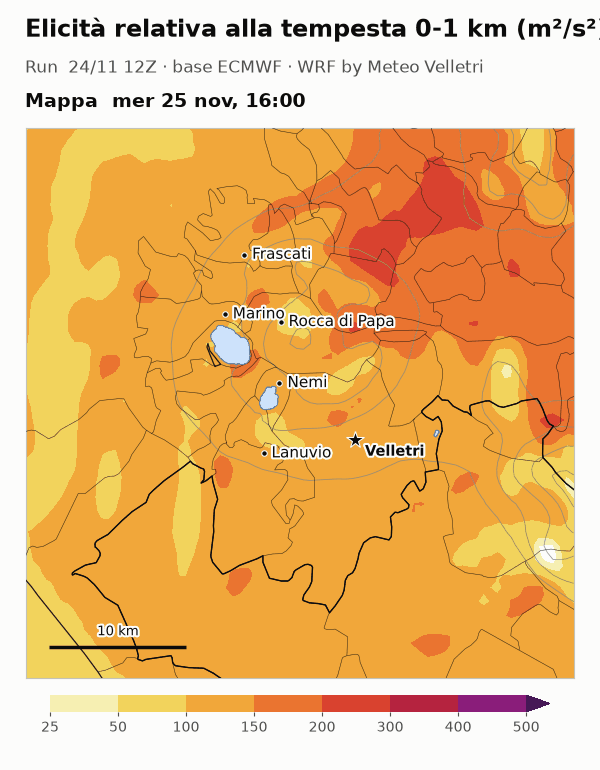 Elicità relativa alla tempesta 0-1 km (m²/s²)
Run  24/11 12Z · base ECMWF · WRF by Meteo Velletri
Mappa  mer 25 nov, 16:00
Frascati
Marino
Rocca di Papa
Nemi
Velletri
Lanuvio
10 km
25 50 100 150 200 300 400 500